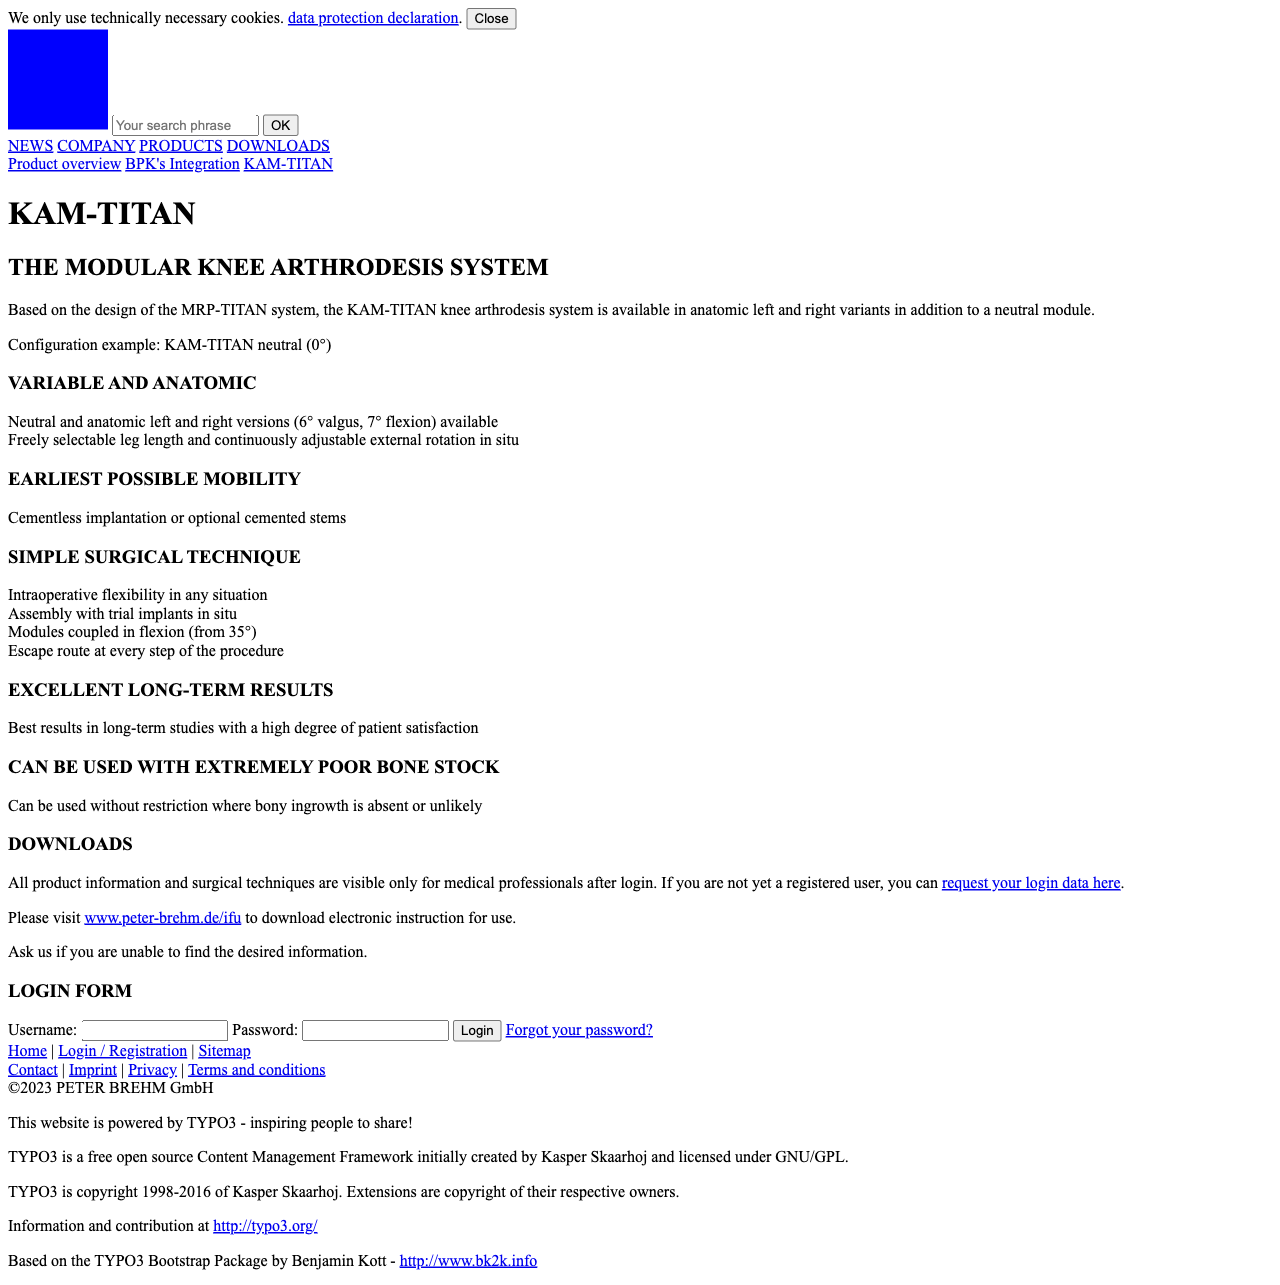 We only use technically necessary cookies. data protection declaration. Close
Your search phrase OK
NEWS COMPANY PRODUCTS DOWNLOADS
Product overview BPK's Integration KAM-TITAN
KAM-TITAN
THE MODULAR KNEE ARTHRODESIS SYSTEM
Based on the design of the MRP-TITAN system, the KAM-TITAN knee arthrodesis system is available in anatomic left and right variants in addition to a neutral module.
Configuration example: KAM-TITAN neutral (0°)
VARIABLE AND ANATOMIC
Neutral and anatomic left and right versions (6° valgus, 7° flexion) available
Freely selectable leg length and continuously adjustable external rotation in situ
EARLIEST POSSIBLE MOBILITY
Cementless implantation or optional cemented stems
SIMPLE SURGICAL TECHNIQUE
Intraoperative flexibility in any situation
Assembly with trial implants in situ
Modules coupled in flexion (from 35°)
Escape route at every step of the procedure
EXCELLENT LONG-TERM RESULTS
Best results in long-term studies with a high degree of patient satisfaction
CAN BE USED WITH EXTREMELY POOR BONE STOCK
Can be used without restriction where bony ingrowth is absent or unlikely
DOWNLOADS
All product information and surgical techniques are visible only for medical professionals after login. If you are not yet a registered user, you can request your login data here.
Please visit www.peter-brehm.de/ifu to download electronic instruction for use.
Ask us if you are unable to find the desired information.
LOGIN FORM
Username: Password: Login Forgot your password?
Home | Login / Registration | Sitemap
Contact | Imprint | Privacy | Terms and conditions
©2023 PETER BREHM GmbH
This website is powered by TYPO3 - inspiring people to share!
TYPO3 is a free open source Content Management Framework initially created by Kasper Skaarhoj and licensed under GNU/GPL.
TYPO3 is copyright 1998-2016 of Kasper Skaarhoj. Extensions are copyright of their respective owners.
Information and contribution at http://typo3.org/
Based on the TYPO3 Bootstrap Package by Benjamin Kott - http://www.bk2k.info